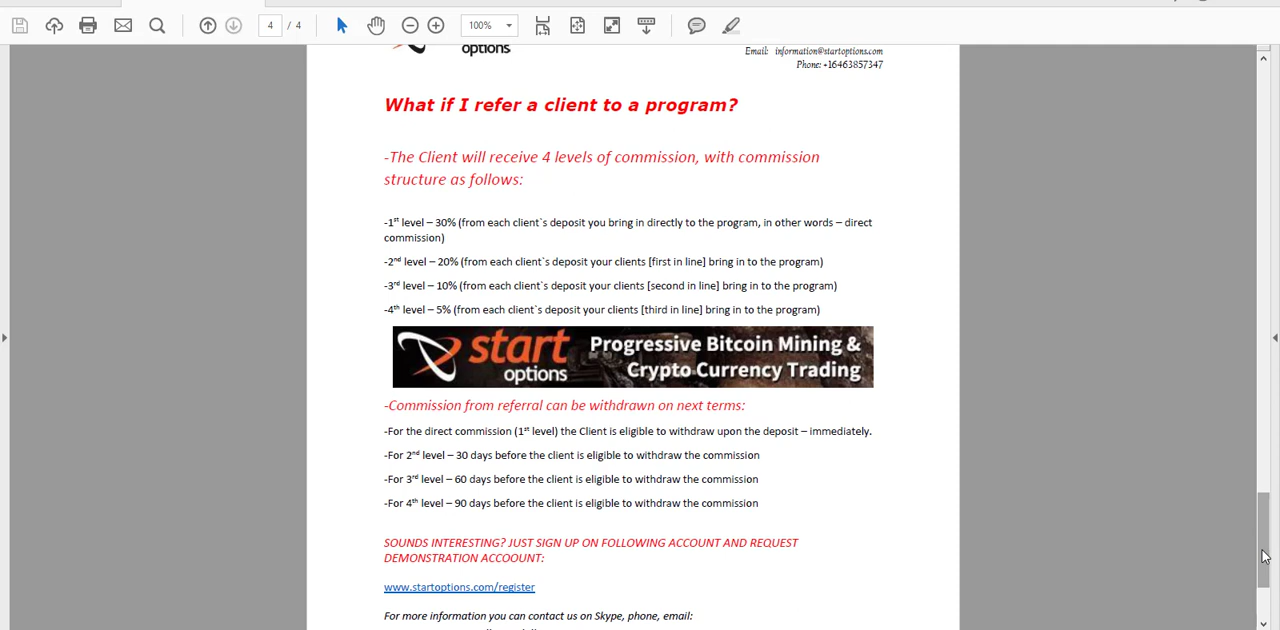 4 / 4
100%
options
Email: information@startoptions.com
Phone: +16463857347
What if I refer a client to a program?
-The Client will receive 4 levels of commission, with commission
structure as follows:
-1st level – 30% (from each client`s deposit you bring in directly to the program, in other words – direct
commission)
-2nd level – 20% (from each client`s deposit your clients [first in line] bring in to the program)
-3rd level – 10% (from each client`s deposit your clients [second in line] bring in to the program)
-4th level – 5% (from each client`s deposit your clients [third in line] bring in to the program)
start
options
Progressive Bitcoin Mining &
Crypto Currency Trading
-Commission from referral can be withdrawn on next terms:
-For the direct commission (1st level) the Client is eligible to withdraw upon the deposit – immediately.
-For 2nd level – 30 days before the client is eligible to withdraw the commission
-For 3rd level – 60 days before the client is eligible to withdraw the commission
-For 4th level – 90 days before the client is eligible to withdraw the commission
SOUNDS INTERESTING? JUST SIGN UP ON FOLLOWING ACCOUNT AND REQUEST
DEMONSTRATION ACCOOUNT:
www.startoptions.com/register
For more information you can contact us on Skype, phone, email: